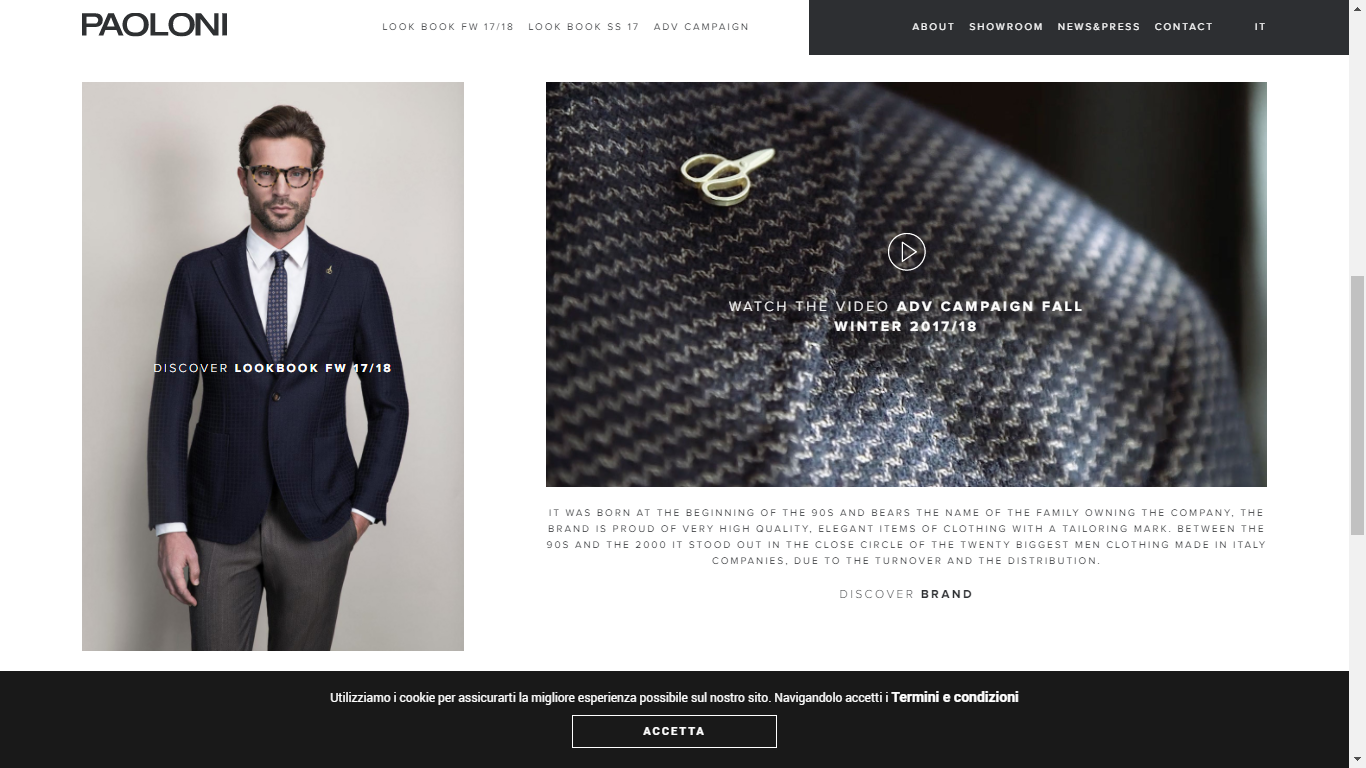 PAOLONI
LOOK BOOK FW 17/18 LOOK BOOK SS 17 ADV CAMPAIGN
ABOUT SHOWROOM NEWS&PRESS CONTACT IT
DISCOVER LOOKBOOK FW 17/18
WATCH THE VIDEO ADV CAMPAIGN FALL
WINTER 2017/18
IT WAS BORN AT THE BEGINNING OF THE 90S AND BEARS THE NAME OF THE FAMILY OWNING THE COMPANY, THE
BRAND IS PROUD OF VERY HIGH QUALITY, ELEGANT ITEMS OF CLOTHING WITH A TAILORING MARK. BETWEEN THE
90S AND THE 2000 IT STOOD OUT IN THE CLOSE CIRCLE OF THE TWENTY BIGGEST MEN CLOTHING MADE IN ITALY
COMPANIES, DUE TO THE TURNOVER AND THE DISTRIBUTION.
DISCOVER BRAND
Utilizziamo i cookie per assicurarti la migliore esperienza possibile sul nostro sito. Navigandolo accetti i Termini e condizioni
ACCETTA